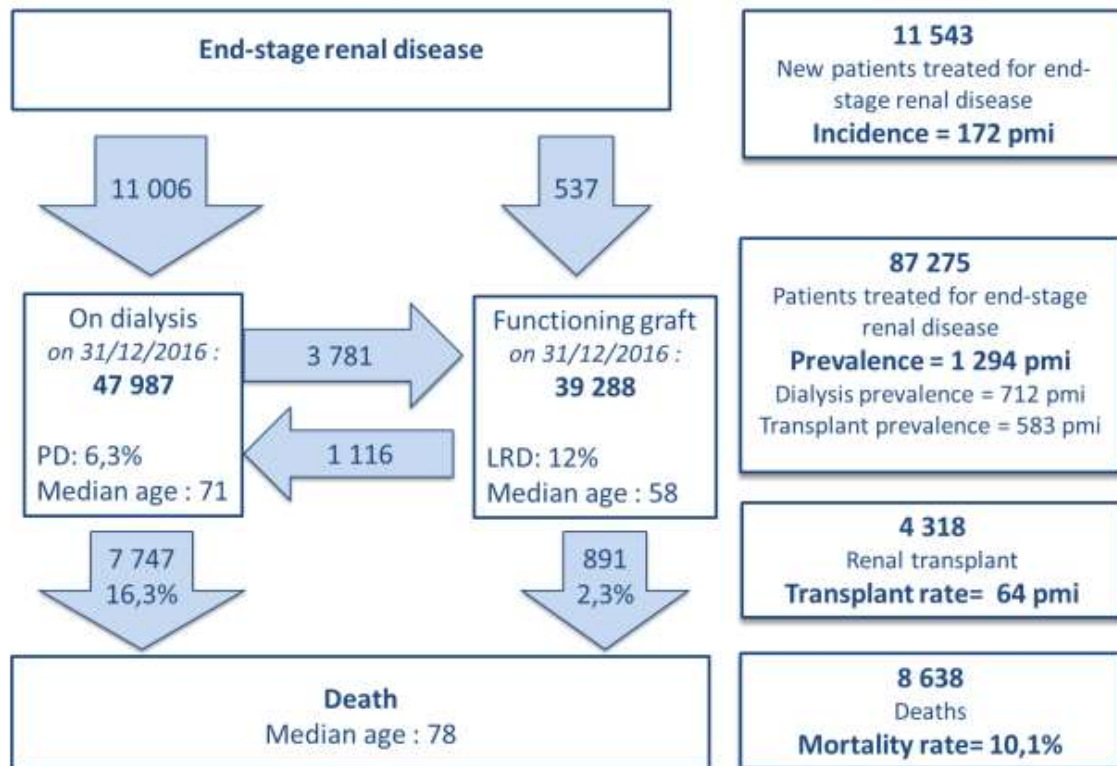 End-stage renal disease
11 543
New patients treated for end-
stage renal disease
Incidence = 172 pmi
11 006
537
On dialysis
on 31/12/2016 :
47 987
PD: 6,3%
Median age : 71
3 781
1 116
Functioning graft
on 31/12/2016 :
39 288
LRD: 12%
Median age : 58
87 275
Patients treated for end-stage
renal disease
Prevalence = 1 294 pmi
Dialysis prevalence = 712 pmi
Transplant prevalence = 583 pmi
7 747
16,3%
891
2,3%
4 318
Renal transplant
Transplant rate= 64 pmi
Death
Median age : 78
8 638
Deaths
Mortality rate= 10,1%